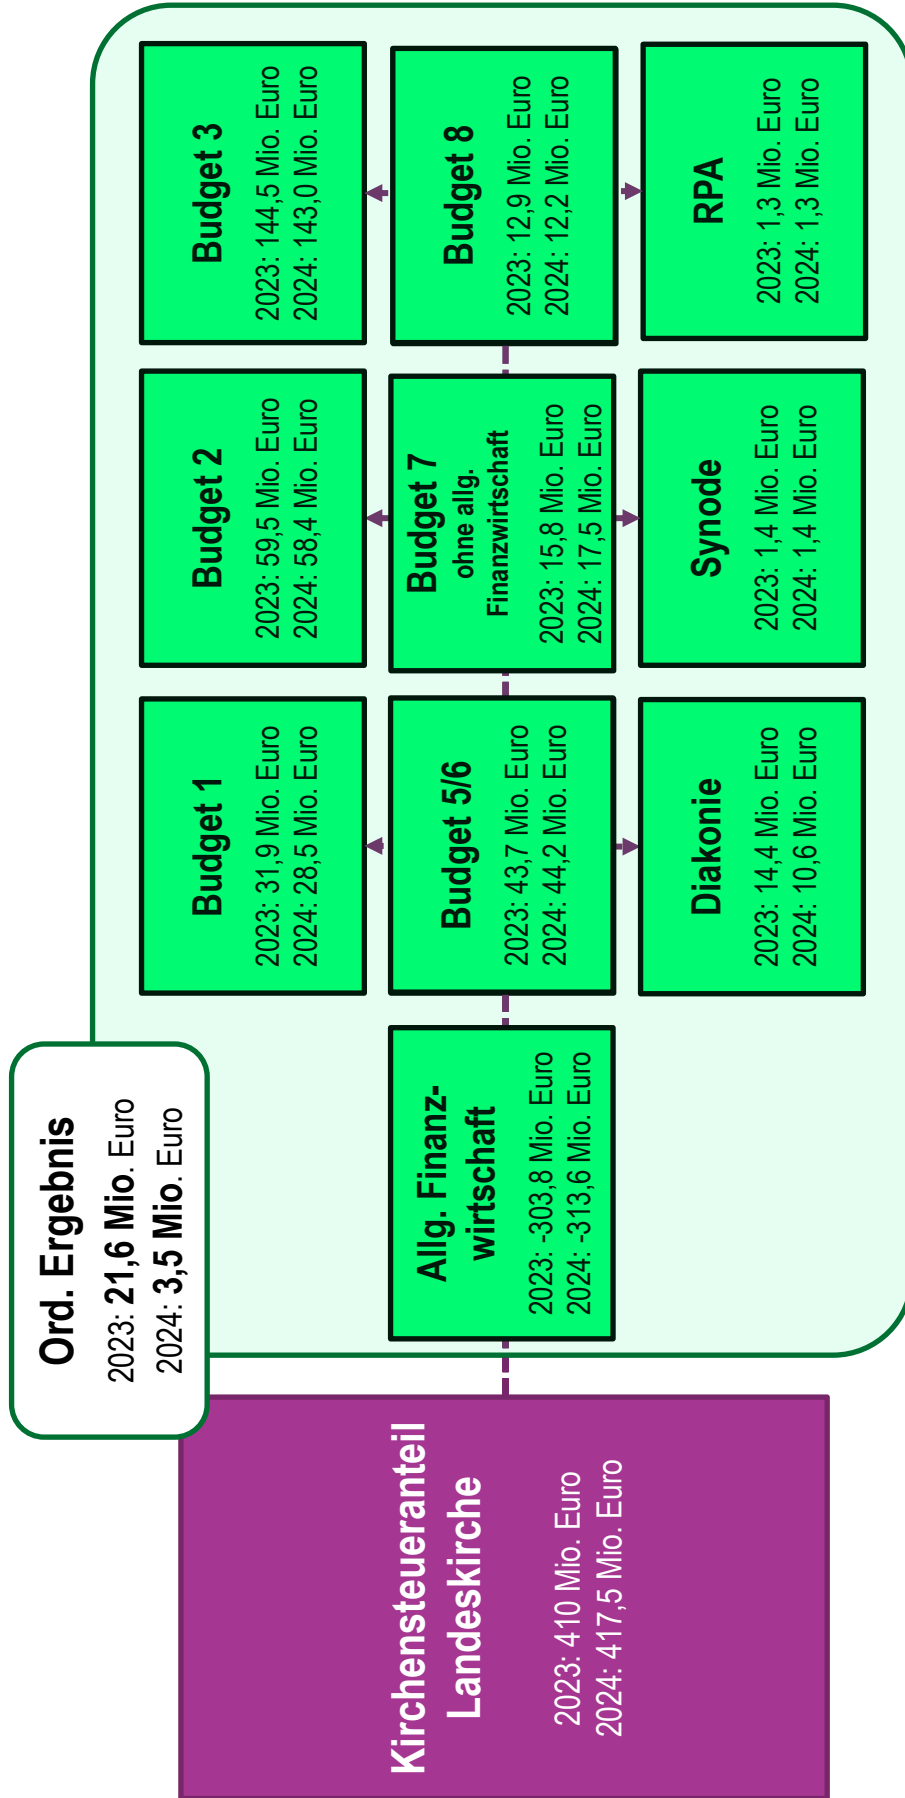 Ord. Ergebnis
2023: 21,6 Mio. Euro
2024: 3,5 Mio. Euro
Kirchensteueranteil
Landeskirche
2023: 410 Mio. Euro
2024: 417,5 Mio. Euro
Allg. Finanz-
wirtschaft
2023: -303,8 Mio. Euro
2024: -313,6 Mio. Euro
Budget 1
2023: 31,9 Mio. Euro
2024: 28,5 Mio. Euro
Budget 2
2023: 59,5 Mio. Euro
2024: 58,4 Mio. Euro
Budget 3
2023: 144,5 Mio. Euro
2024: 143,0 Mio. Euro
Budget 5/6
2023: 43,7 Mio. Euro
2024: 44,2 Mio. Euro
Budget 7
ohne allg.
Finanzwirtschaft
2023: 15,8 Mio. Euro
2024: 17,5 Mio. Euro
Budget 8
2023: 12,9 Mio. Euro
2024: 12,2 Mio. Euro
Diakonie
2023: 14,4 Mio. Euro
2024: 10,6 Mio. Euro
Synode
2023: 1,4 Mio. Euro
2024: 1,4 Mio. Euro
RPA
2023: 1,3 Mio. Euro
2024: 1,3 Mio. Euro